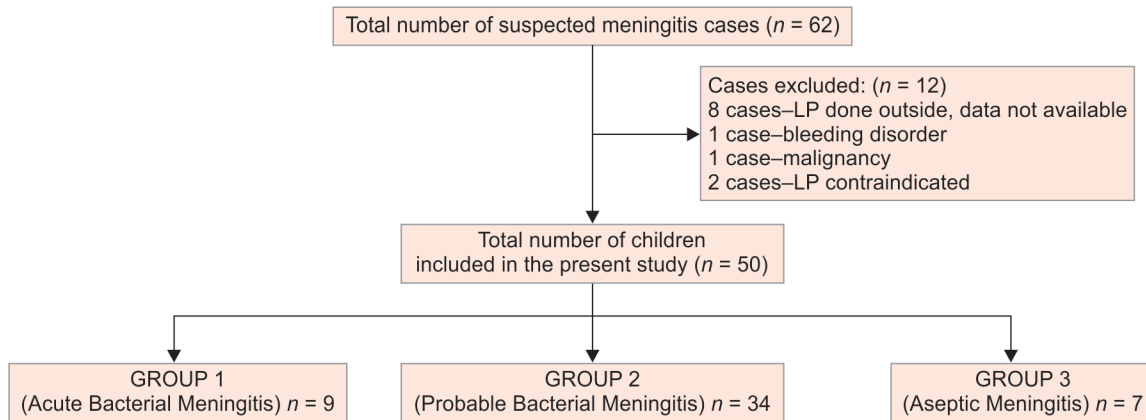 Total number of suspected meningitis cases (n = 62)
Cases excluded: (n = 12)
8 cases–LP done outside, data not available
1 case–bleeding disorder
1 case–malignancy
2 cases–LP contraindicated
Total number of children
included in the present study (n = 50)
GROUP 1
(Acute Bacterial Meningitis) n = 9
GROUP 2
(Probable Bacterial Meningitis) n = 34
GROUP 3
(Aseptic Meningitis) n = 7